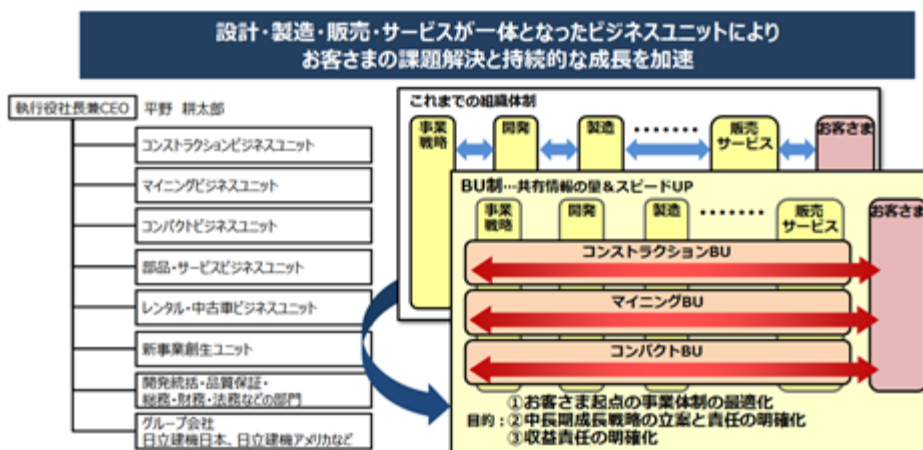 設計・製造・販売・サービスが一体となったビジネスユニットにより
お客さまの課題解決と持続的な成長を加速
執行役社長兼CEO 平野 耕太郎
コンストラクションビジネスユニット
マイニングビジネスユニット
コンパクトビジネスユニット
部品・サービスビジネスユニット
レンタル・中古車ビジネスユニット
新事業創生ユニット
開発統括・品質保証・
総務・財務・法務などの部門
グループ会社
日立建機日本、日立建機アメリカなど
これまでの組織体制
事業
戦略
開発
製造
・・・・・・・
販売
サービス
お客さま
BU制…共有情報の量&スピードUP
事業
戦略
開発
製造
・・・・・・・
販売
サービス
お客さま
コンストラクションBU
マイニングBU
コンパクトBU
①お客さま起点の事業体制の最適化
目的:②中長期成長戦略の立案と責任の明確化
③収益責任の明確化